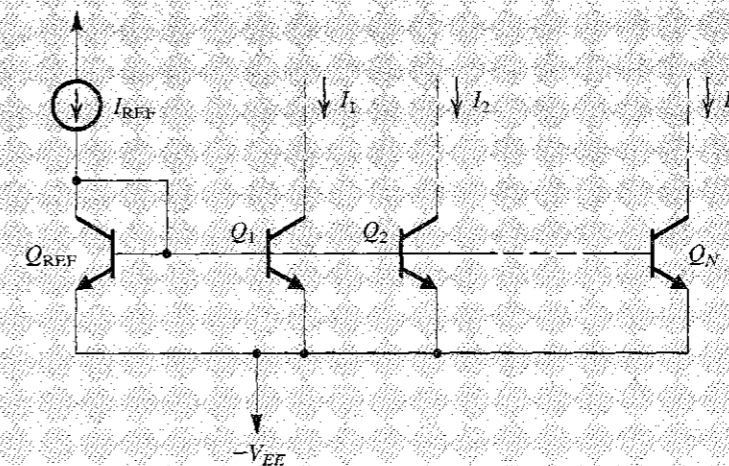 I_REF
I_1
I_2
I
Q_REF
Q_1
Q_2
Q_N
-V_EE